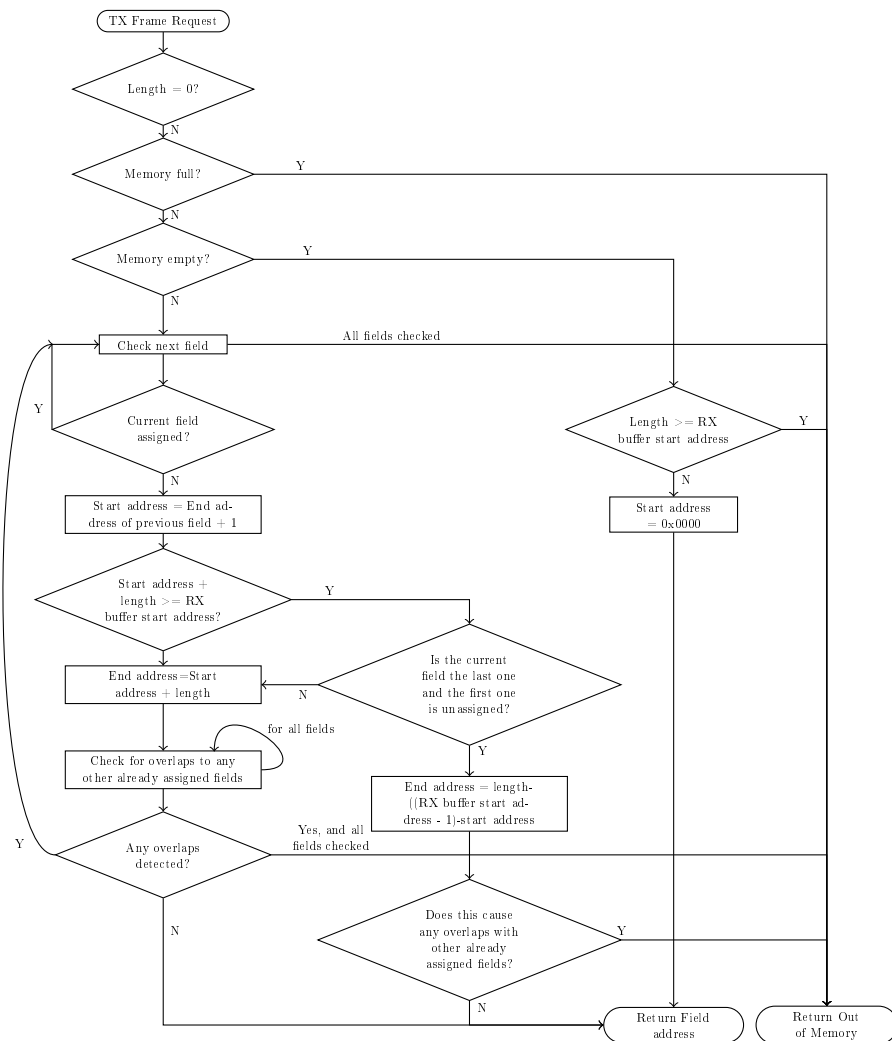 TX Frame Request
Length = 0?
N
Memory full?
Y
N
Memory empty?
Y
N
Check next field
All fields checked
Y
Current field
assigned?
N
Length >= RX
buffer start address
Y
N
Start address = End ad-
dress of previous field + 1
Start address
= 0x0000
Start address +
length >= RX
buffer start address?
Y
End address=Start
address + length
N
Is the current
field the last one
and the first one
is unassigned?
Y
for all fields
Check for overlaps to any
other already assigned fields
End address = length-
((RX buffer start ad-
dress - 1)-start address
Y
Any overlaps
detected?
Yes, and all
fields checked
N
Does this cause
any overlaps with
other already
assigned fields?
Y
N
Return Field
address
Return Out
of Memory